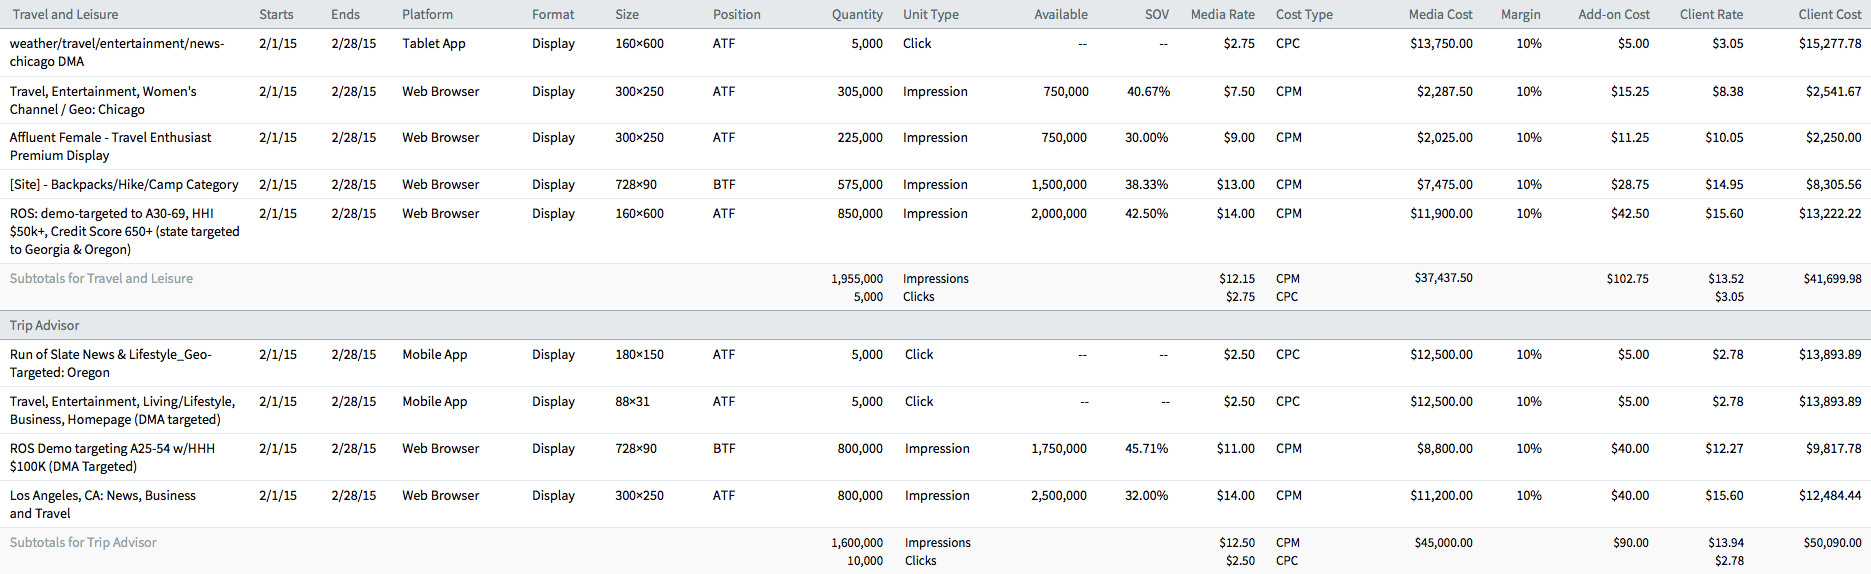 Travel and Leisure Starts Ends Platform Format Size Position Quantity Unit Type Available SOV Media Rate Cost Type Media Cost Margin Add-on Cost Client Rate Client Cost
weather/travel/entertainment/news- 2/1/15 2/28/15 Tablet App Display 160×600 ATF 5,000 Click -- -- $2.75 CPC $13,750.00 10% $5.00 $3.05 $15,277.78
chicago DMA
Travel, Entertainment, Women's 2/1/15 2/28/15 Web Browser Display 300×250 ATF 305,000 Impression 750,000 40.67% $7.50 CPM $2,287.50 10% $15.25 $8.38 $2,541.67
Channel / Geo: Chicago
Affluent Female - Travel Enthusiast 2/1/15 2/28/15 Web Browser Display 300×250 ATF 225,000 Impression 750,000 30.00% $9.00 CPM $2,025.00 10% $11.25 $10.05 $2,250.00
Premium Display
[Site] - Backpacks/Hike/Camp Category 2/1/15 2/28/15 Web Browser Display 728×90 BTF 575,000 Impression 1,500,000 38.33% $13.00 CPM $7,475.00 10% $28.75 $14.95 $8,305.56
ROS: demo-targeted to A30-69, HHI 2/1/15 2/28/15 Web Browser Display 160×600 ATF 850,000 Impression 2,000,000 42.50% $14.00 CPM $11,900.00 10% $42.50 $15.60 $13,222.22
$50k+, Credit Score 650+ (state targeted
to Georgia & Oregon)
Subtotals for Travel and Leisure 1,955,000 Impressions $12.15 CPM $37,437.50 $102.75 $13.52 $41,699.98
5,000 Clicks $2.75 CPC $3.05
Trip Advisor
Run of Slate News & Lifestyle_Geo- 2/1/15 2/28/15 Mobile App Display 180×150 ATF 5,000 Click -- -- $2.50 CPC $12,500.00 10% $5.00 $2.78 $13,893.89
Targeted: Oregon
Travel, Entertainment, Living/Lifestyle, 2/1/15 2/28/15 Mobile App Display 88×31 ATF 5,000 Click -- -- $2.50 CPC $12,500.00 10% $5.00 $2.78 $13,893.89
Business, Homepage (DMA targeted)
ROS Demo targeting A25-54 w/HHH 2/1/15 2/28/15 Web Browser Display 728×90 BTF 800,000 Impression 1,750,000 45.71% $11.00 CPM $8,800.00 10% $40.00 $12.27 $9,817.78
$100K (DMA Targeted)
Los Angeles, CA: News, Business 2/1/15 2/28/15 Web Browser Display 300×250 ATF 800,000 Impression 2,500,000 32.00% $14.00 CPM $11,200.00 10% $40.00 $15.60 $12,484.44
and Travel
Subtotals for Trip Advisor 1,600,000 Impressions $12.50 CPM $45,000.00 $90.00 $13.94 $50,090.00
10,000 Clicks $2.50 CPC $2.78